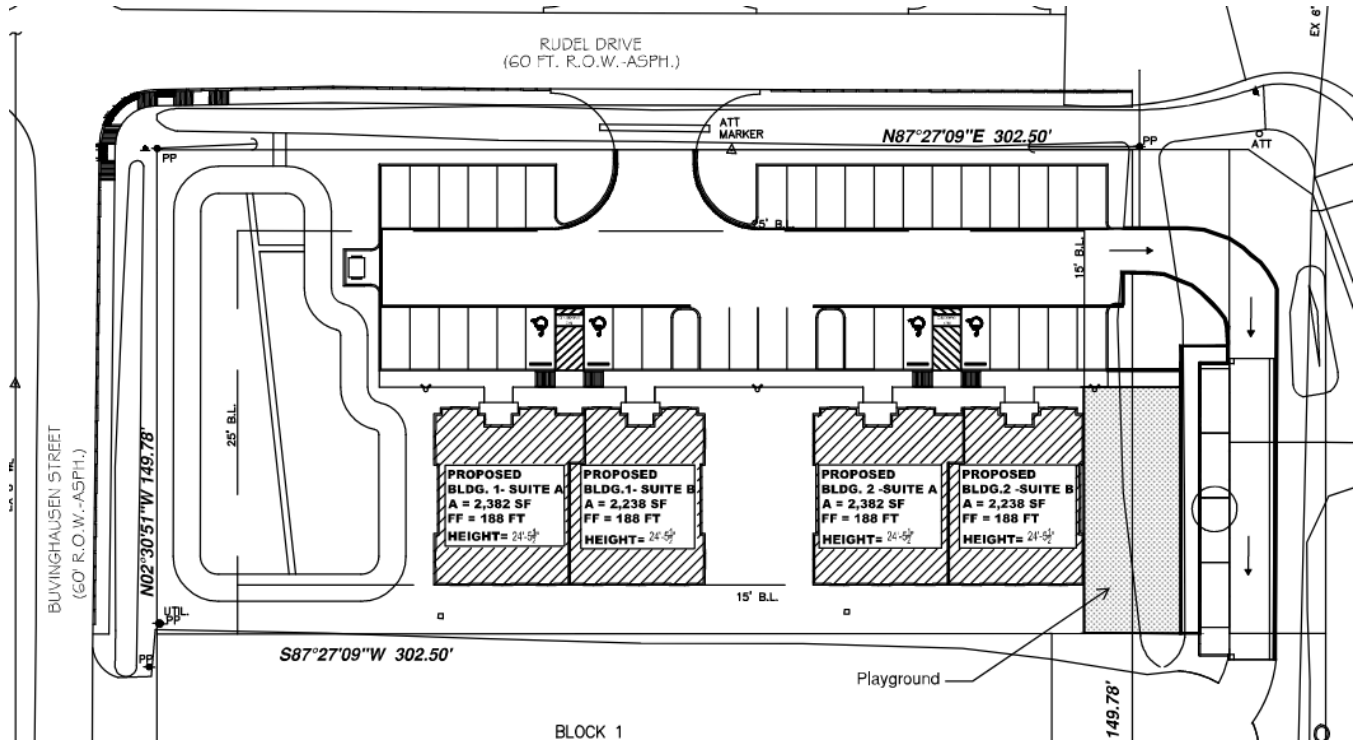 RUDEL DRIVE
(60 FT. R.O.W.-ASPH.)
EX 6'
ATT
MARKER
N87°27'09"E 302.50'
PP
ATT
PP
25' B.L.
15' B.L.
25' B.L.
BUVINGHAUSEN STREET
(60' R.O.W.-ASPH.)
N02°30'51"W 149.78'
PROPOSED
BLDG. 1- SUITE A
A = 2,382 SF
FF = 188 FT
HEIGHT= 24'-5½"
PROPOSED
BLDG.1- SUITE B
A = 2,238 SF
FF = 188 FT
HEIGHT= 24'-5½"
PROPOSED
BLDG. 2 -SUITE A
A = 2,382 SF
FF = 188 FT
HEIGHT= 24'-5½"
PROPOSED
BLDG.2 -SUITE B
A = 2,238 SF
FF = 188 FT
HEIGHT= 24'-5½"
15' B.L.
UTIL.
PP
PP
S87°27'09"W 302.50'
Playground
149.78'
BLOCK 1